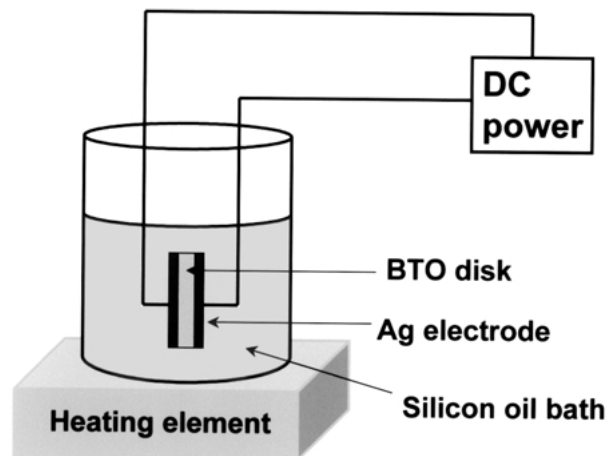 DC
power
BTO disk
Ag electrode
Silicon oil bath
Heating element